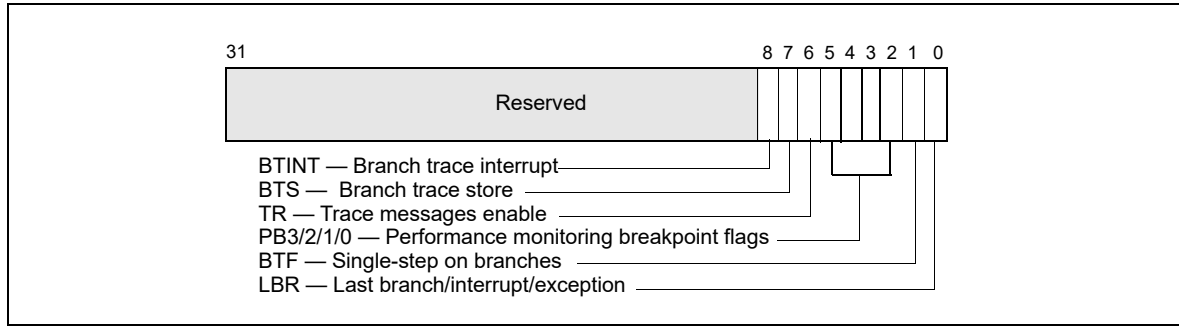 31 8 7 6 5 4 3 2 1 0
Reserved
BTINT — Branch trace interrupt
BTS — Branch trace store
TR — Trace messages enable
PB3/2/1/0 — Performance monitoring breakpoint flags
BTF — Single-step on branches
LBR — Last branch/interrupt/exception